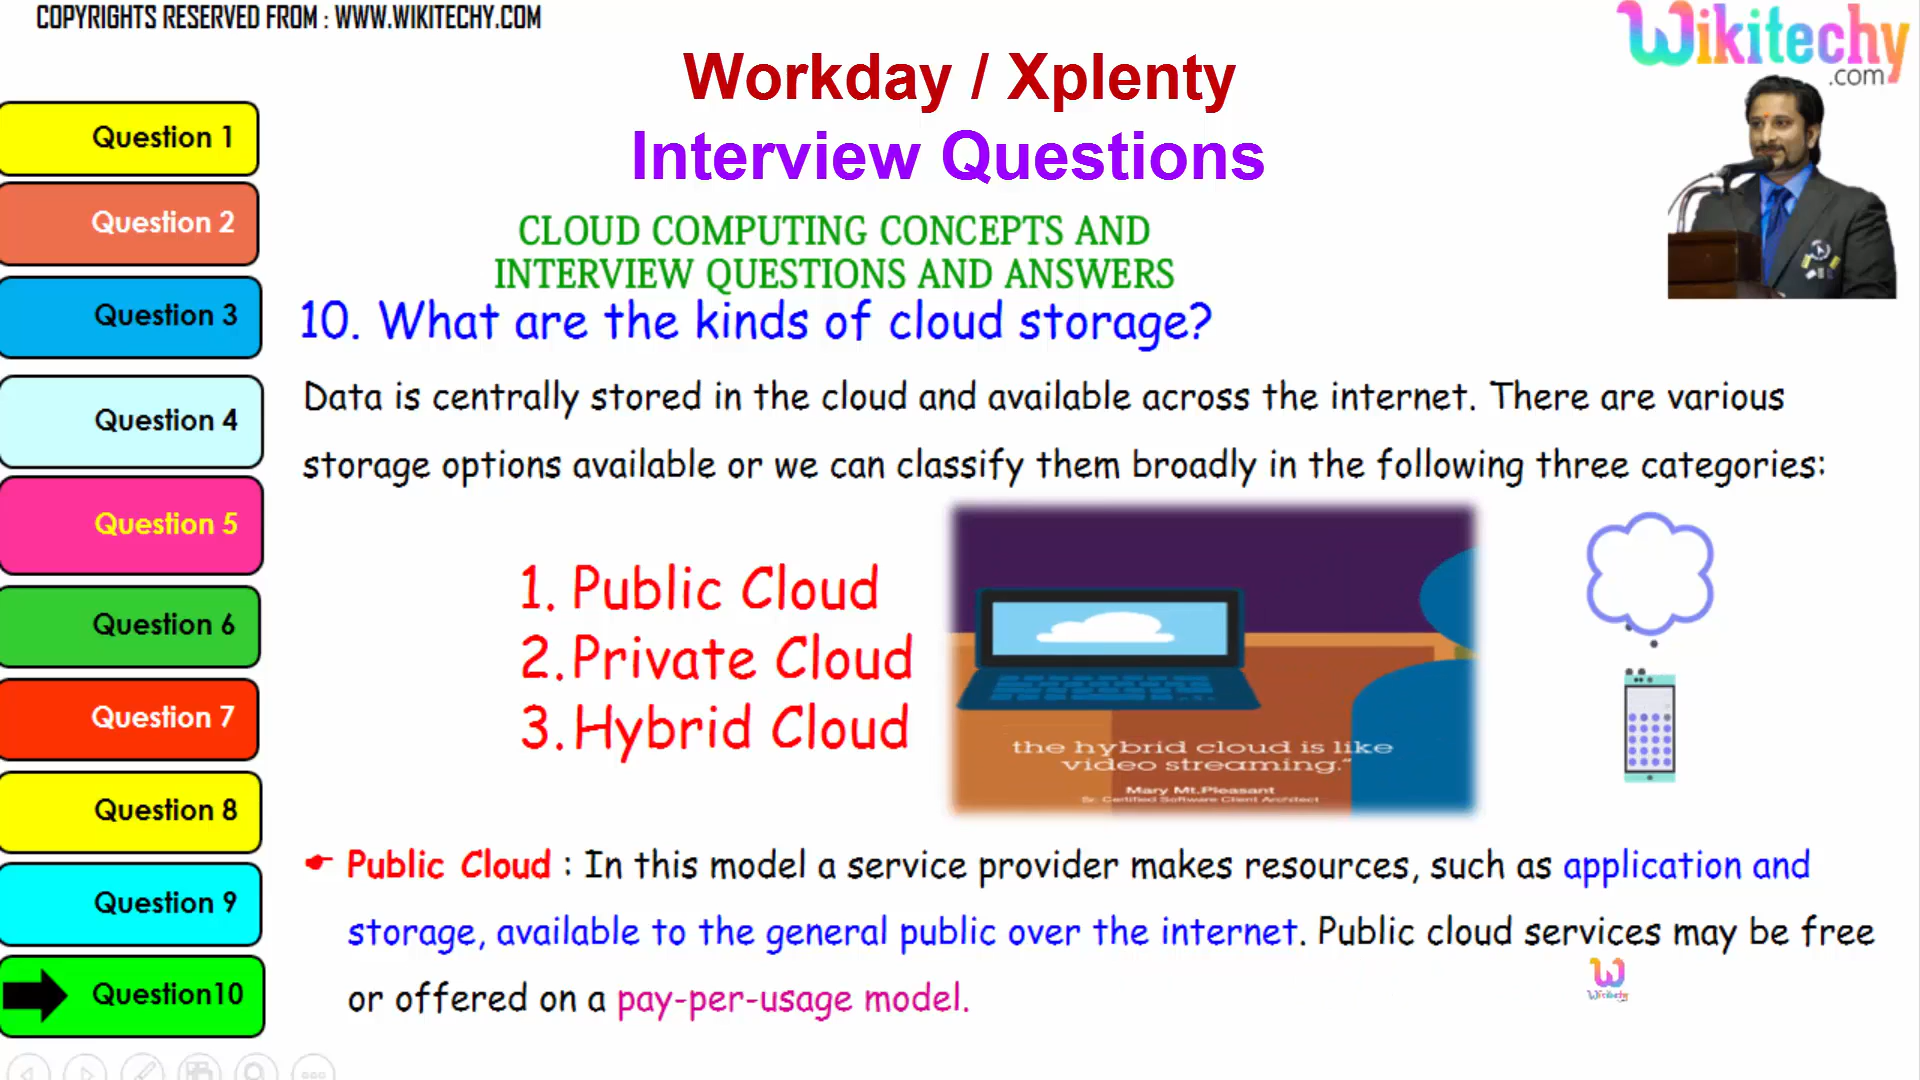 COPYRIGHTS RESERVED FROM : WWW.WIKITECHY.COM
Wikitechy
.com
Workday / Xplenty
Interview Questions
CLOUD COMPUTING CONCEPTS AND
INTERVIEW QUESTIONS AND ANSWERS
Question 1
Question 2
Question 3
Question 4
Question 5
Question 6
Question 7
Question 8
Question 9
Question10
10. What are the kinds of cloud storage?
Data is centrally stored in the cloud and available across the internet. There are various
storage options available or we can classify them broadly in the following three categories:
1. Public Cloud
2. Private Cloud
3. Hybrid Cloud
the hybrid cloud is like
video streaming."
Mary Mt.Pleasant
Sr. Certified Software Client Architect
Public Cloud : In this model a service provider makes resources, such as application and
storage, available to the general public over the internet. Public cloud services may be free
or offered on a pay-per-usage model.
Wikitechy